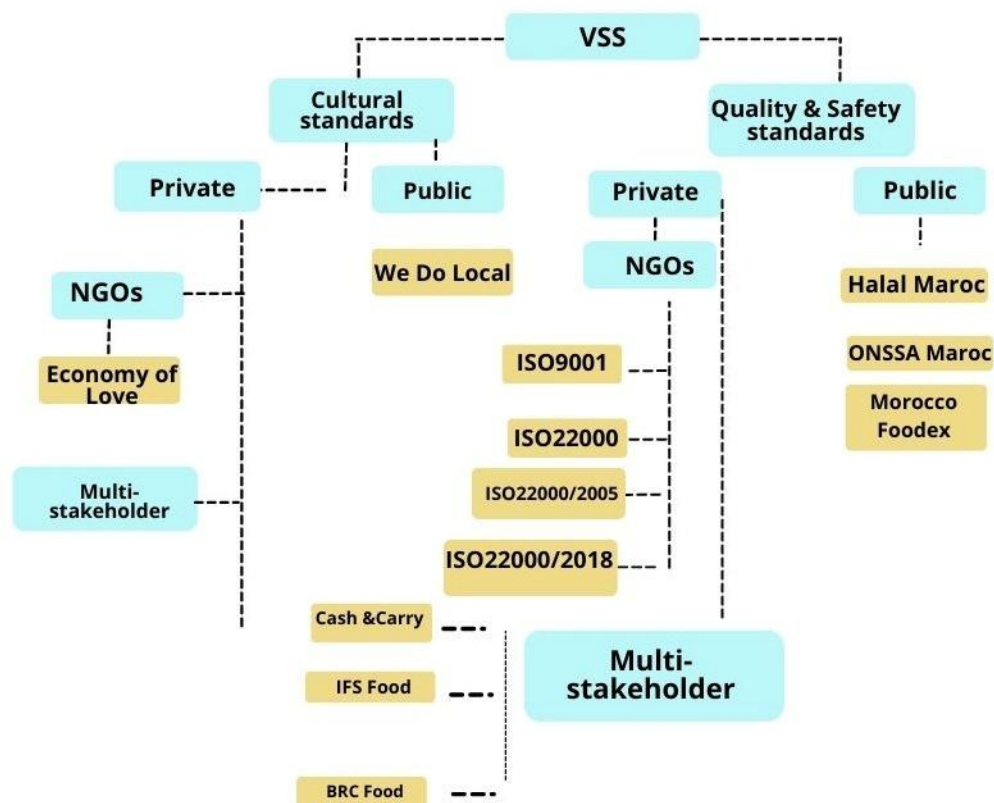 VSS
Cultural
standards
Quality & Safety
standards
Private
Public
Private
Public
We Do Local
NGOs
NGOs
Halal Maroc
Economy of
Love
ISO9001
ONSSA Maroc
Morocco
Foodex
ISO22000
Multi-
stakeholder
ISO22000/2005
ISO22000/2018
Cash &Carry
Multi-
stakeholder
IFS Food
BRC Food